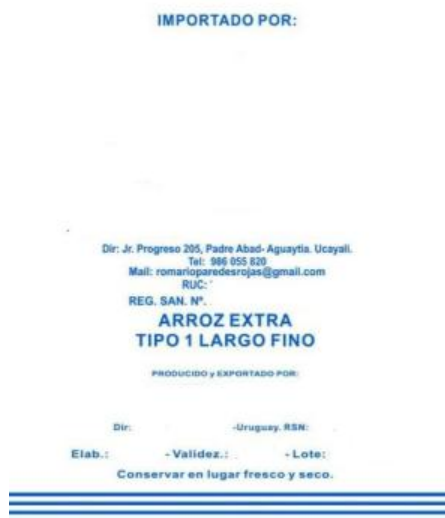 IMPORTADO POR:
Dir: Jr. Progreso 205, Padre Abad- Aguaytia. Ucayali.
Tel: 986 055 820
Mail: romarioparedesrojas@gmail.com
RUC:
REG. SAN. Nº.
ARROZ EXTRA
TIPO 1 LARGO FINO
PRODUCIDO y EXPORTADO POR:
Dir: -Uruguay. RSN:
Elab.: - Validez.: - Lote:
Conservar en lugar fresco y seco.